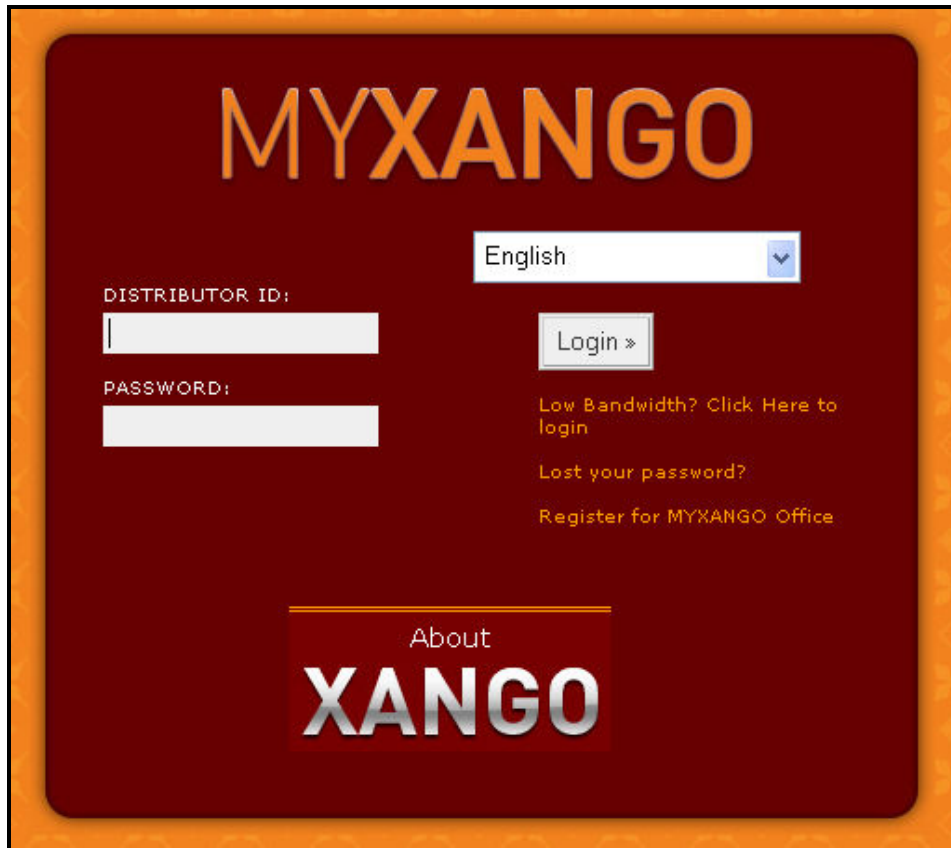 MYXANGO
English
DISTRIBUTOR ID:
Login »
PASSWORD:
Low Bandwidth? Click Here to
login
Lost your password?
Register for MYXANGO Office
About
XANGO